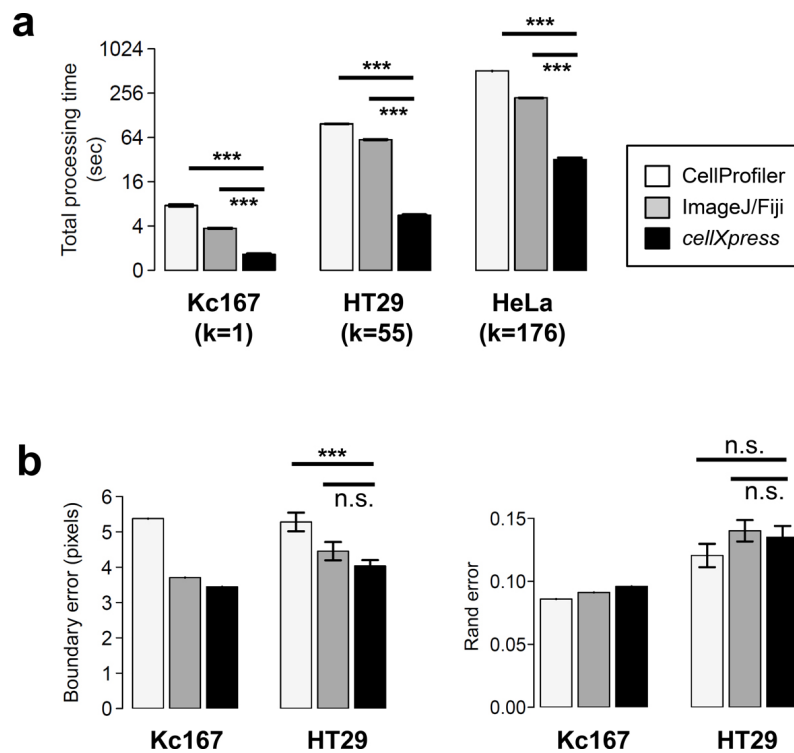 a
Total processing time
(sec)
1024
256
64
16
4
0
***
***
***
***
***
***
Kc167
(k=1)
HT29
(k=55)
HeLa
(k=176)
CellProfiler
ImageJ/Fiji
cellXpress
b
Boundary error (pixels)
6
5
4
3
2
1
0
***
n.s.
Kc167
HT29
Rand error
0.15
0.10
0.05
0.00
n.s.
n.s.
Kc167
HT29